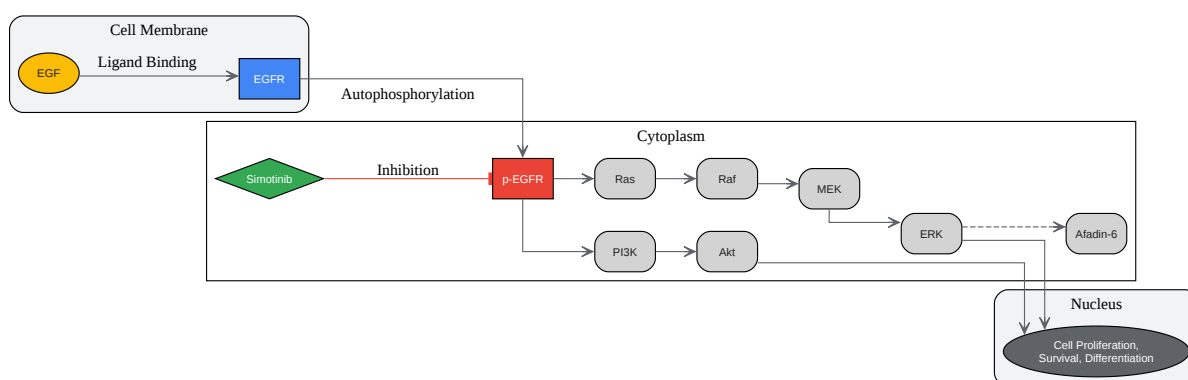 Cell Membrane
EGF
Ligand Binding
EGFR
Autophosphorylation
Cytoplasm
Simotinib
Inhibition
p-EGFR
Ras
Raf
MEK
ERK
Afadin-6
PI3K
Akt
Nucleus
Cell Proliferation,
Survival, Differentiation